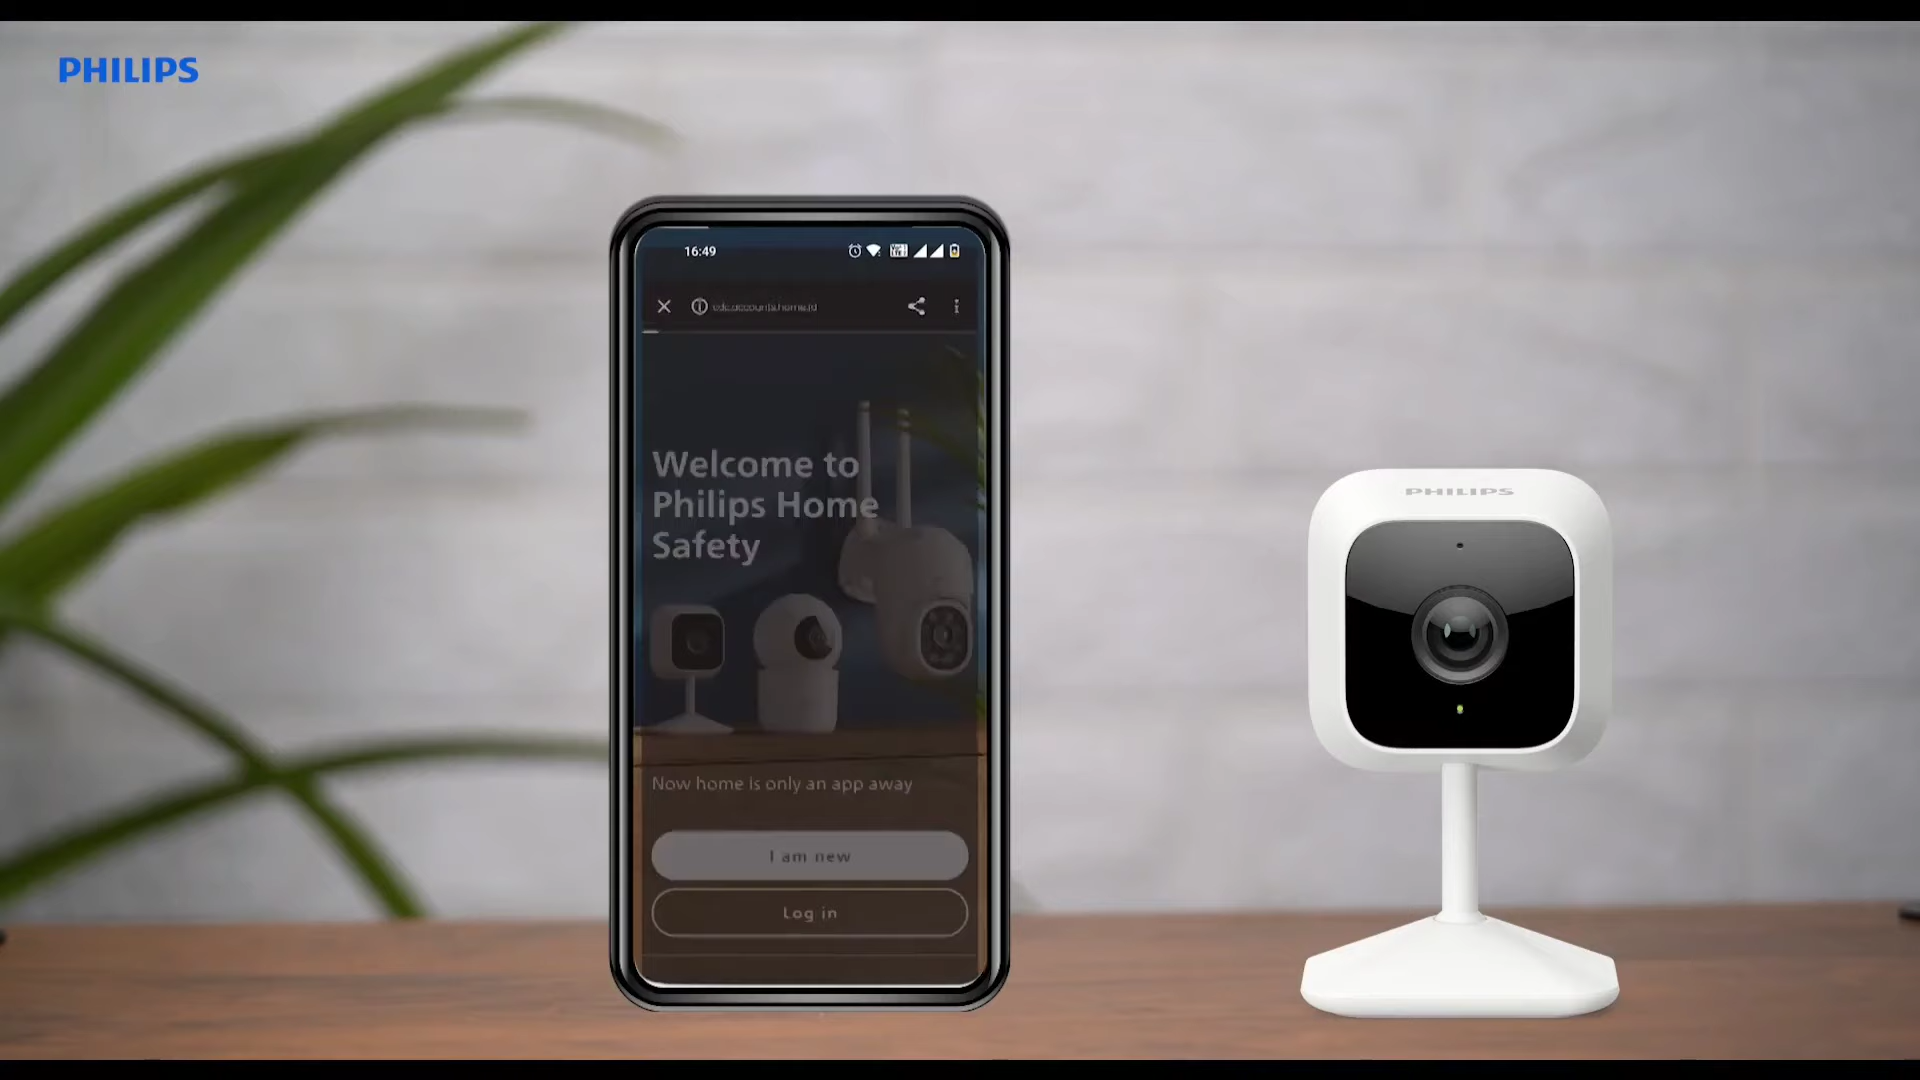 PHILIPS
16:49
Welcome to
Philips Home
Safety
PHILIPS
Now home is only an app away
I am new
Log in